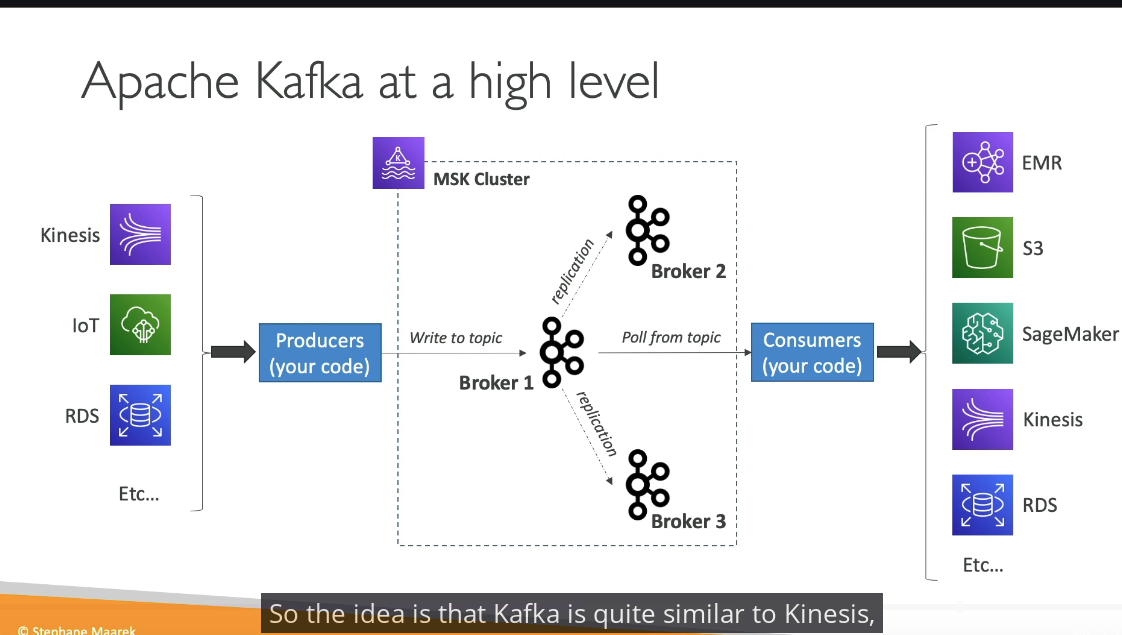 Apache Kafka at a high level
MSK Cluster
Kinesis
IoT
RDS
Etc...
Producers
(your code)
Write to topic
Broker 1
replication
Broker 2
replication
Broker 3
Poll from topic
Consumers
(your code)
EMR
S3
SageMaker
Kinesis
RDS
Etc...
So the idea is that Kafka is quite similar to Kinesis,
© Stephane Maarek